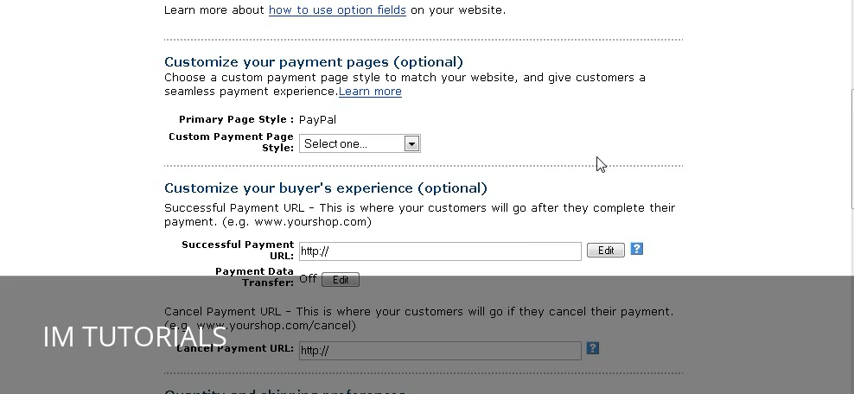 Learn more about how to use option fields on your website.
Customize your payment pages (optional)
Choose a custom payment page style to match your website, and give customers a
seamless payment experience.Learn more
Primary Page Style : PayPal
Custom Payment Page
Style: Select one...
Customize your buyer's experience (optional)
Successful Payment URL - This is where your customers will go after they complete their
payment. (e.g. www.yourshop.com)
Successful Payment
URL: http:// Edit ?
Payment Data
Transfer: Off Edit
Cancel Payment URL - This is where your customers will go if they cancel their payment.
(e.g. www.yourshop.com/cancel)
IM TUTORIALS
Cancel Payment URL: http:// ?
Quantity and shipping preferences